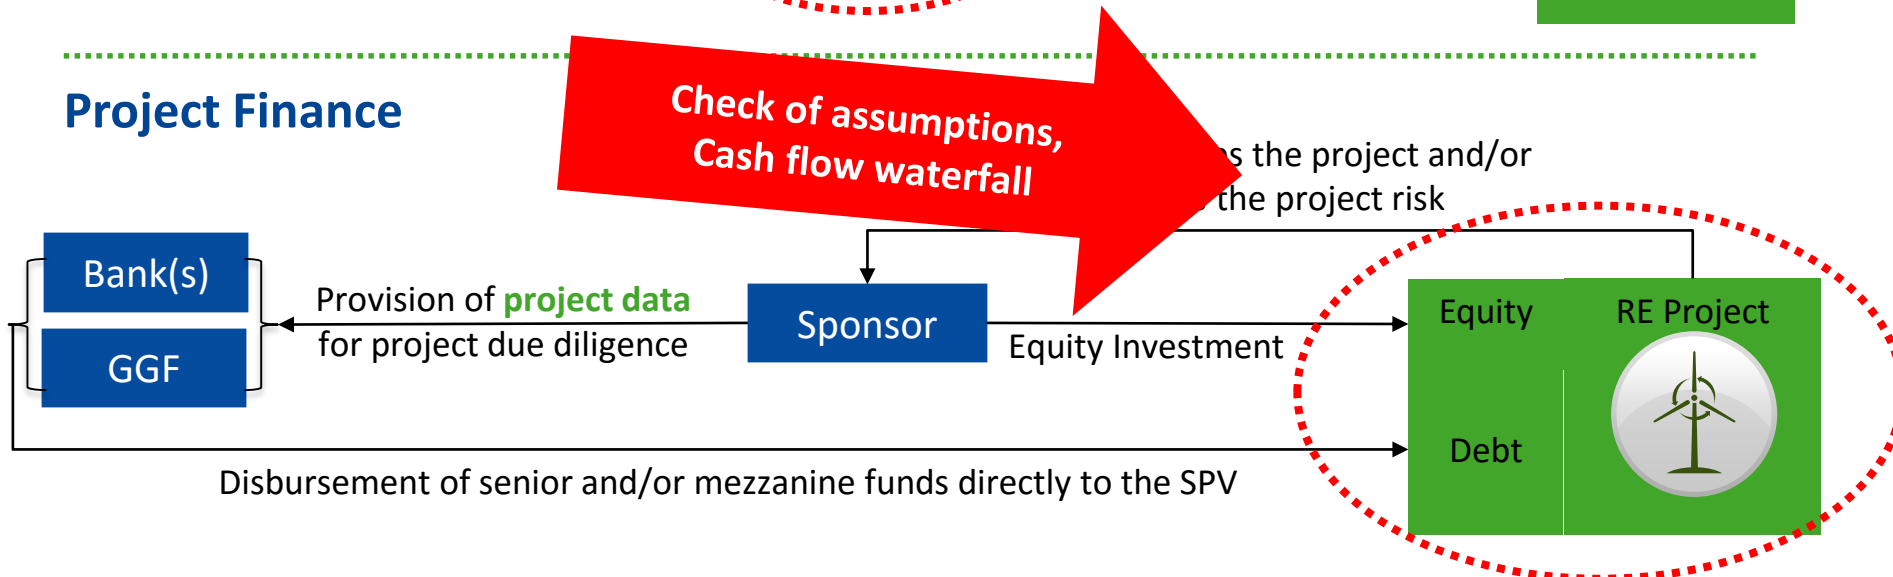 Project Finance
Check of assumptions,
Cash flow waterfall
the project and/or
the project risk
Bank(s)
GGF
Provision of project data
for project due diligence
Sponsor
Equity Investment
Equity
RE Project
Debt
Disbursement of senior and/or mezzanine funds directly to the SPV